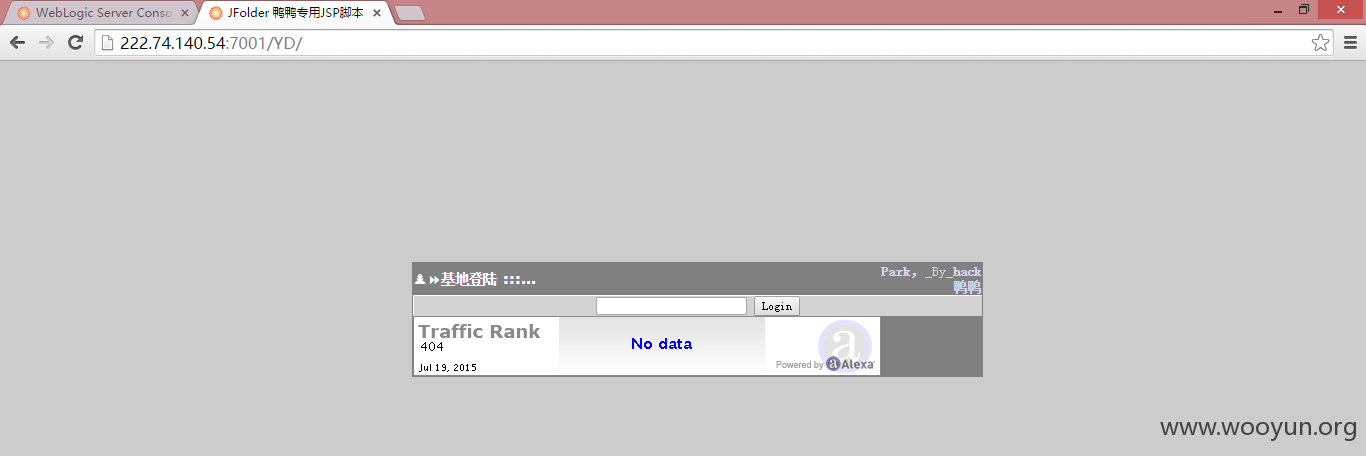 WebLogic Server Conso
JFolder 鸭鸭专用JSP脚本
222.74.140.54:7001/YD/
基地登陆 :::...
Park, _By_hack
鸭鸭
Login
Traffic Rank
404
No data
Jul 19, 2015
Powered by Alexa
www.wooyun.org